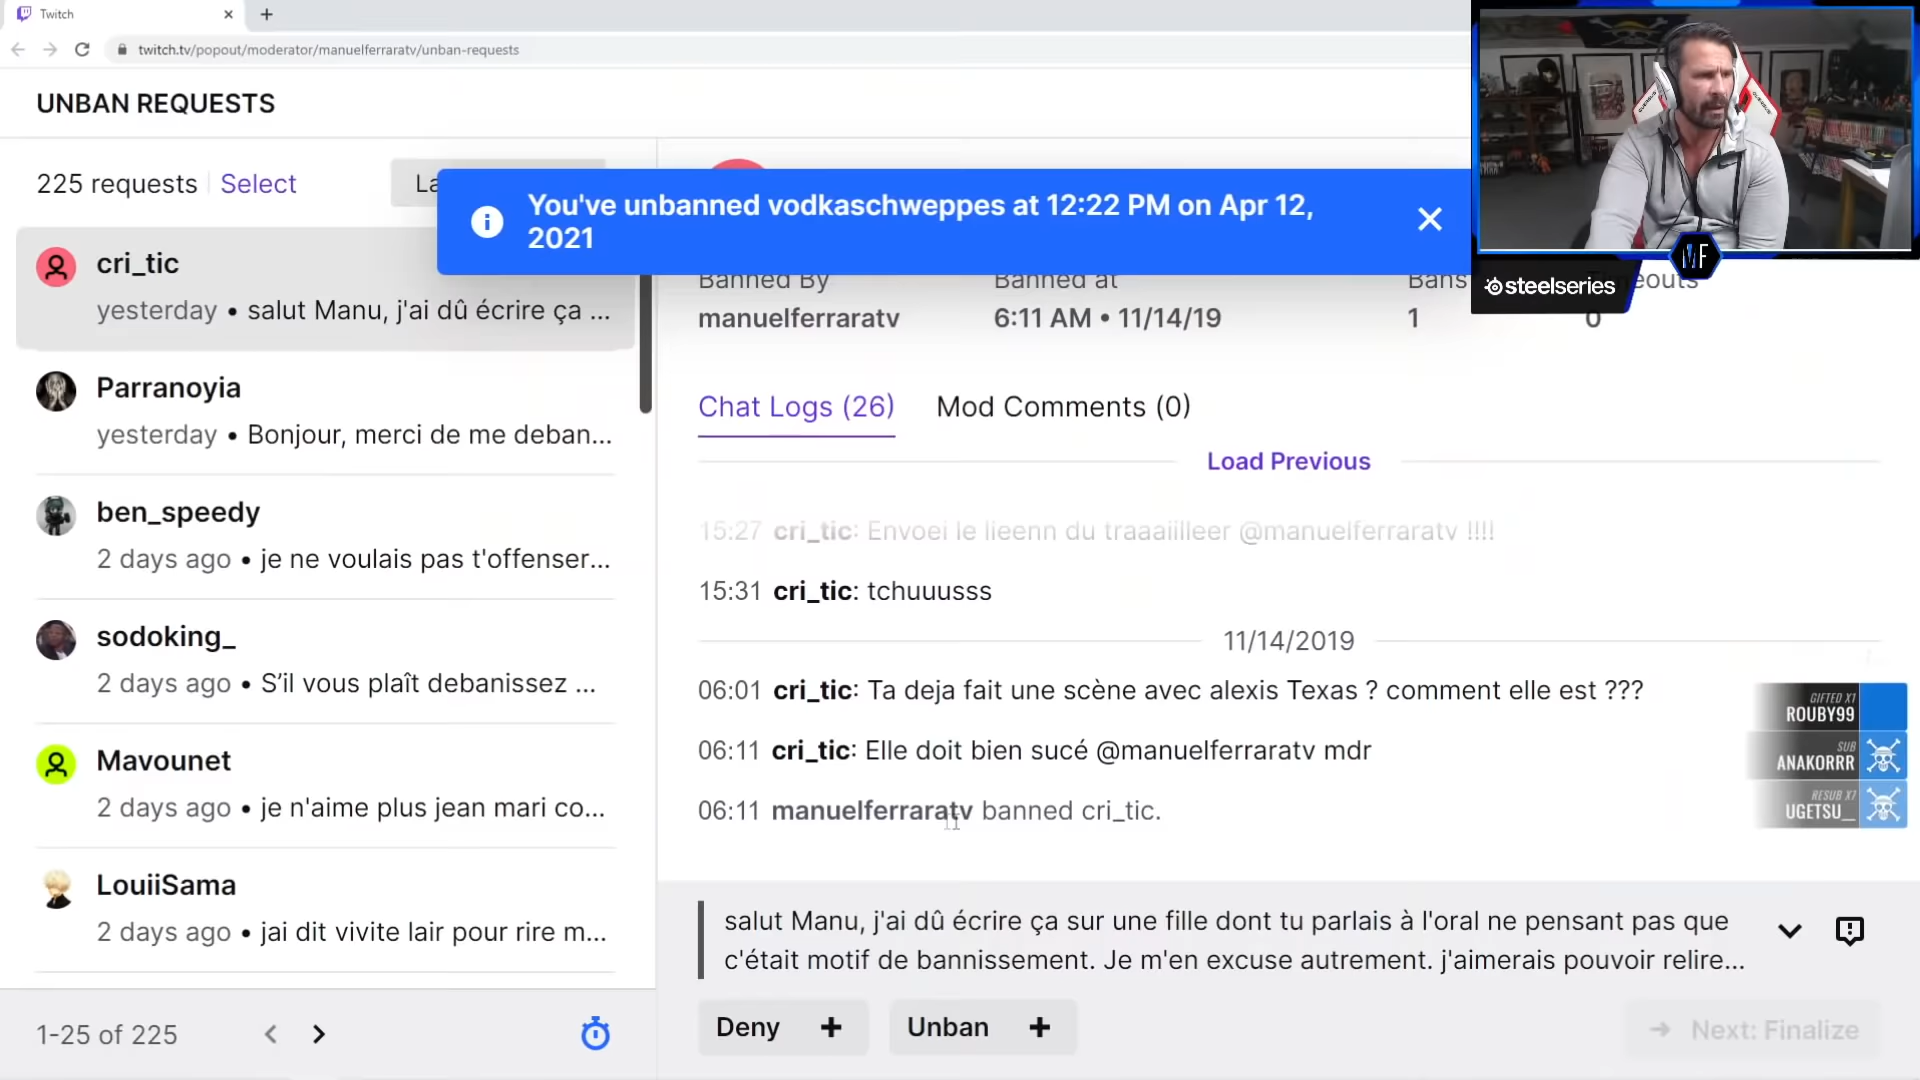 Twitch
twitch.tv/popout/moderator/manuelferraratv/unban-requests
UNBAN REQUESTS
225 requests
Select
You've unbanned vodkaschweppes at 12:22 PM on Apr 12,
2021
cri_tic
yesterday • salut Manu, j'ai dû écrire ça ...
Parranoyia
yesterday • Bonjour, merci de me deban...
ben_speedy
2 days ago • je ne voulais pas t'offenser...
sodoking_
2 days ago • S'il vous plaît debanissez ...
Mavounet
2 days ago • je n'aime plus jean mari co...
LouiiSama
2 days ago • jai dit vivite lair pour rire m...
1-25 of 225
Banned By
manuelferraratv
Banned at
6:11 AM • 11/14/19
Bans
1
0
MF
steelseries
Chat Logs (26)
Mod Comments (0)
Load Previous
15:27 cri_tic: Envoei le lieenn du traaaiilleer @manuelferraratv !!!!
15:31 cri_tic: tchuuusss
11/14/2019
06:01 cri_tic: Ta deja fait une scène avec alexis Texas ? comment elle est ???
06:11 cri_tic: Elle doit bien sucé @manuelferraratv mdr
06:11 manuelferraratv banned cri_tic.
GIFTED X1
ROUBY99
SUB
ANAKORRR
RESUB X7
UGETSU__
salut Manu, j'ai dû écrire ça sur une fille dont tu parlais à l'oral ne pensant pas que
c'était motif de bannissement. Je m'en excuse autrement. j'aimerais pouvoir relire...
Deny +
Unban +
Next: Finalize